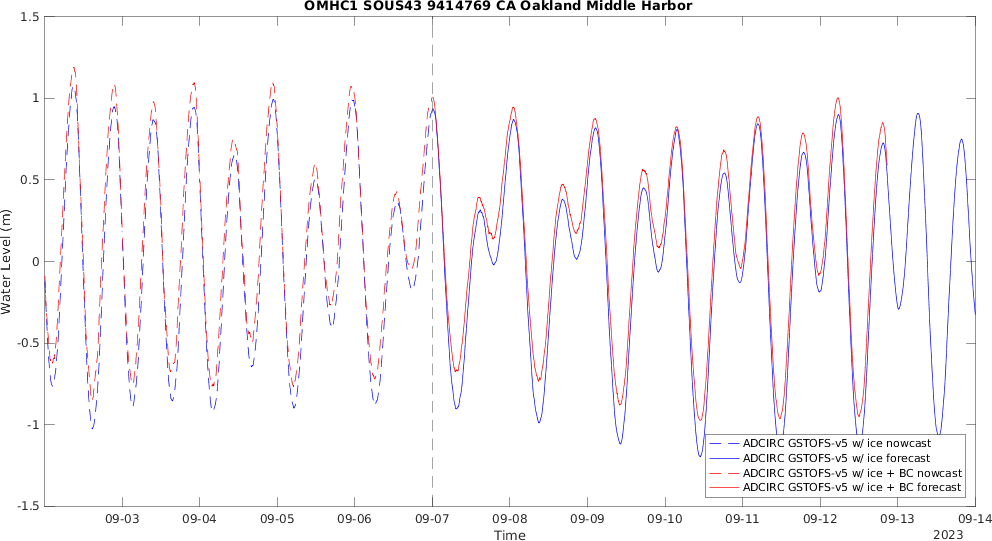 OMHC1 SOUS43 9414769 CA Oakland Middle Harbor
1.5
1
0.5
0
-0.5
-1
-1.5
Water Level (m)
ADCIRC GSTOFS-v5 w/ ice nowcast
ADCIRC GSTOFS-v5 w/ ice forecast
ADCIRC GSTOFS-v5 w/ ice + BC nowcast
ADCIRC GSTOFS-v5 w/ ice + BC forecast
09-03 09-04 09-05 09-06 09-07 09-08 09-09 09-10 09-11 09-12 09-13 09-14
Time
2023